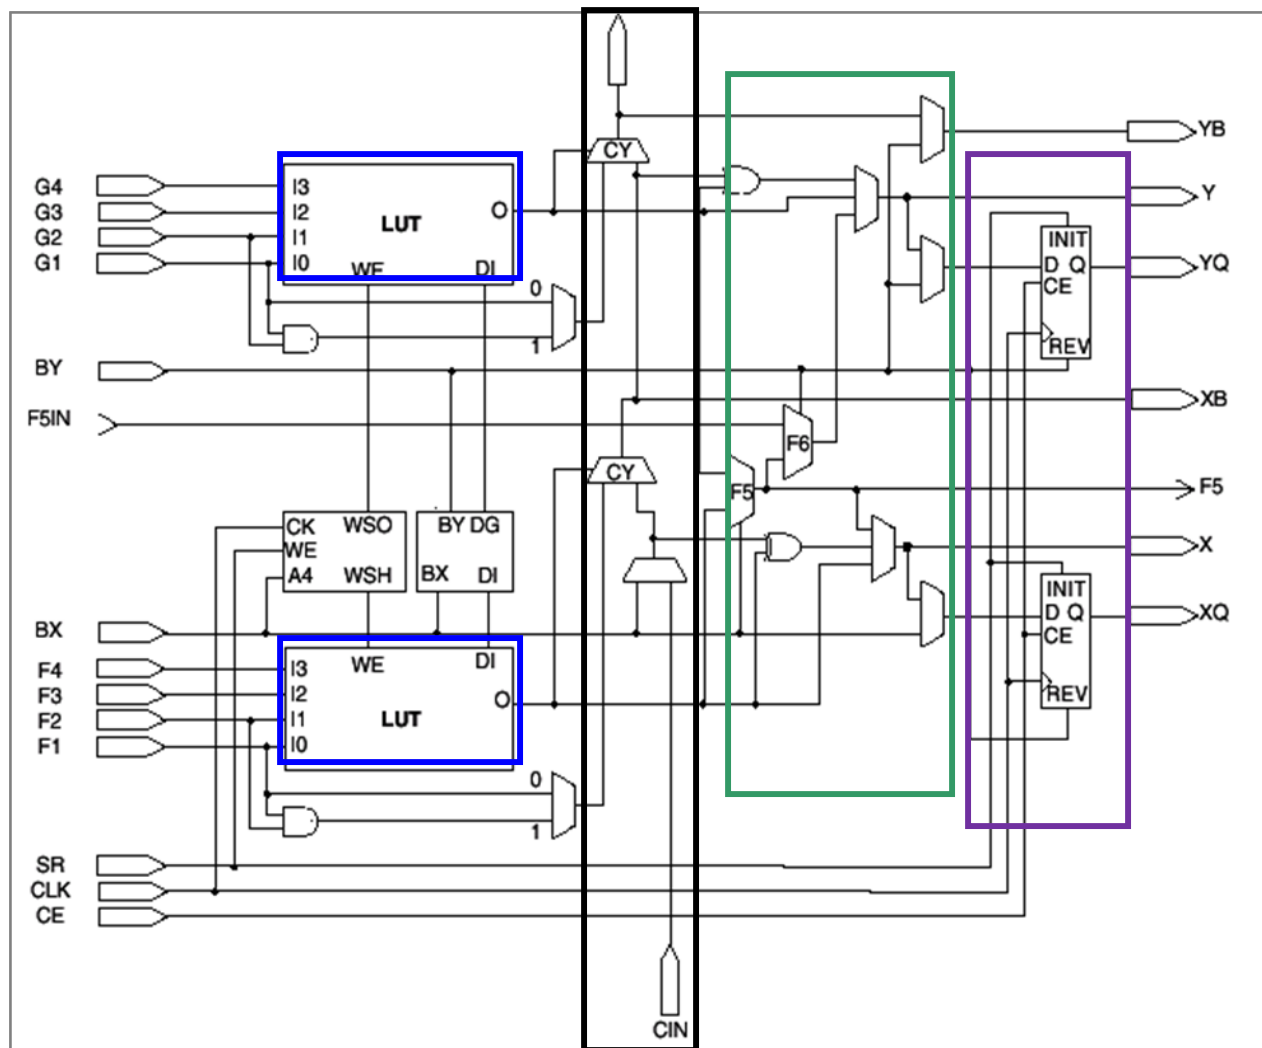 YB
CY
G4
I3
Y
G3
I2
LUT
O
G2
I1
INIT
G1
I0
WE
DI
D Q
YQ
CE
0
1
REV
BY
XB
F5IN
F6
CY
F5
F5
CK
WSO
BY DG
WE
X
A4
WSH
BX
DI
INIT
D Q
XQ
BX
CE
F4
I3
WE
DI
F3
I2
O
REV
F2
I1
LUT
F1
I0
0
1
SR
CLK
CE
CIN